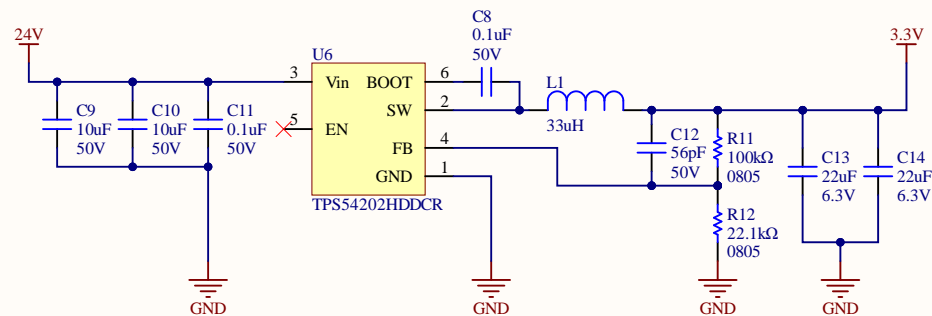 24V
C9
10uF
50V
C10
10uF
50V
C11
0.1uF
50V
U6
3
Vin
5
EN
BOOT
6
SW
2
FB
4
GND
1
TPS54202HDDCR
C8
0.1uF
50V
L1
33uH
C12
56pF
50V
R11
100kΩ
0805
R12
22.1kΩ
0805
C13
22uF
6.3V
C14
22uF
6.3V
3.3V
GND
GND
GND
GND